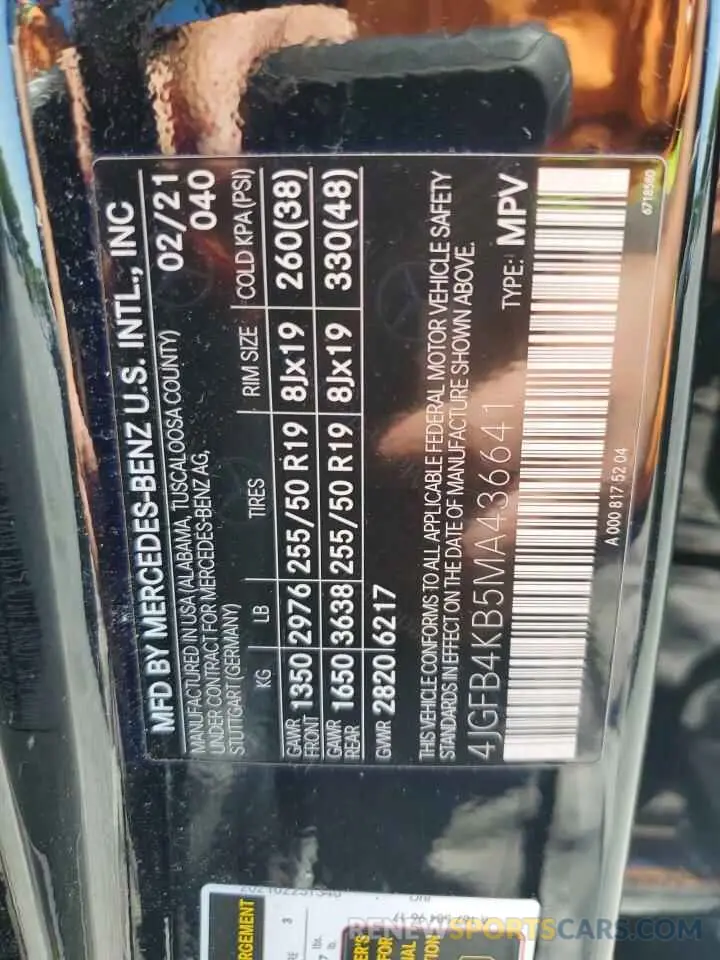 MFD BY MERCEDES-BENZ U.S. INTL., INC
MANUFACTURED IN USA (ALABAMA, TUSCALOOSA COUNTY) 02/21
UNDER CONTRACT FOR MERCEDES-BENZ AG, 040
STUTTGART (GERMANY)
KG LB TIRES RIM SIZE COLD KPA (PSI)
GAWR FRONT 1350 2976 255/50 R19 8Jx19 260(38)
GAWR REAR 1650 3638 255/50 R19 8Jx19 330(48)
GWR 2820 6217
THIS VEHICLE CONFORMS TO ALL APPLICABLE FEDERAL MOTOR VEHICLE SAFETY
STANDARDS IN EFFECT ON THE DATE OF MANUFACTURE SHOWN ABOVE.
4JGFB4KB5MA436641 TYPE: MPV
A 000 817 52 04
6718560
RENEWSPORTSCARS.COM